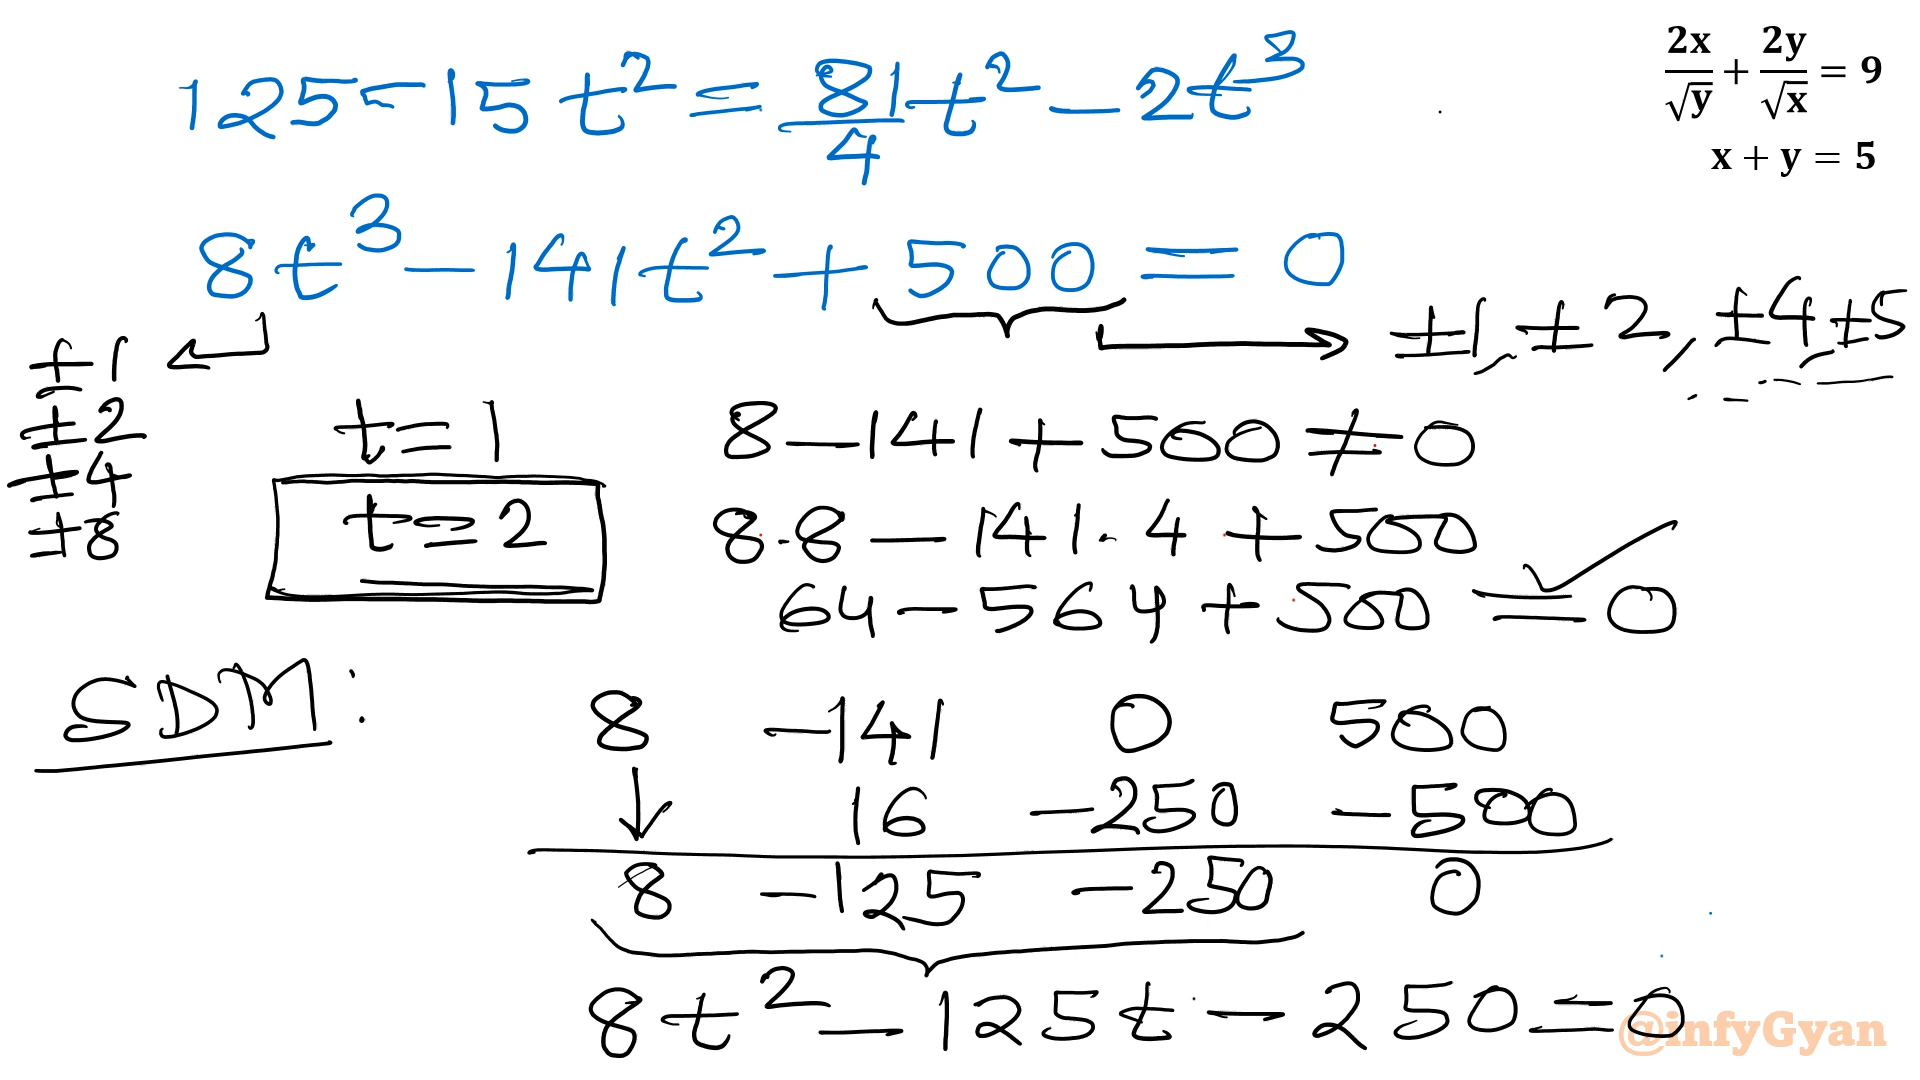 125 - 15t² = 81/4 t² - 2t³
2x/√y + 2y/√x = 9
x + y = 5
8t³ - 141t² + 500 = 0
±1, ±2, ±4, ±5
±1
±2
±4
±8
t = 1
8 - 141 + 500 ≠ 0
t = 2
8.8 - 141.4 + 500
64 - 564 + 500 = 0
SDM:
8 -141 0 500
16 -250 -500
8 -125 -250 0
8t² - 125t - 250 = 0
@infyGyan